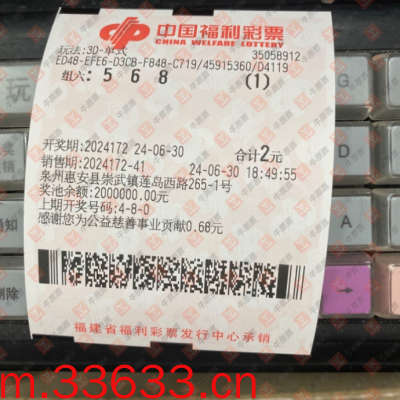 中国福利彩票
CHINA WELFARE LOTTERY
玩法:3D-单式
35058912
ED48-EFE6-D3CB-F848-C719/45915360/D4119
组六: 5 6 8 (1)
开奖期:2024172 24-06-30 合计2元
销售期:2024172-41 24-06-30 18:49:55
泉州惠安县崇武镇莲岛西路265-1号
奖池余额:2000000.00元
上期开奖号码:4-8-0
感谢您为公益慈善事业贡献0.68元
福建省福利彩票发行中心承销
玩
A
通知
删除
→
m.33633.cn